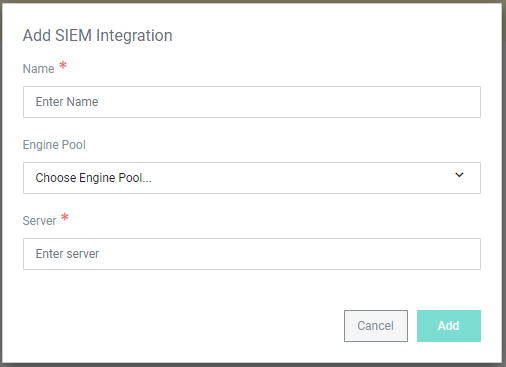 Add SIEM Integration
Name *
Enter Name
Engine Pool
Choose Engine Pool...
Server *
Enter server
Cancel Add